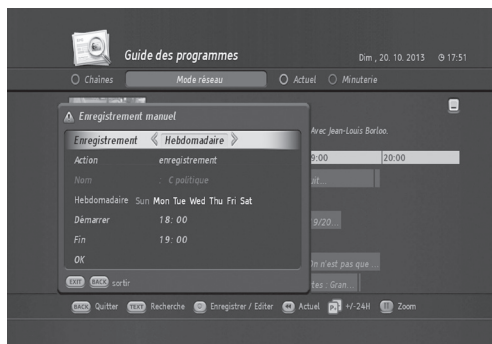 Guide des programmes
Dim , 20. 10. 2013 17:51
Chaînes Mode réseau Actuel Minuterie
Enregistrement manuel
Avec Jean-Louis Borloo.
Enregistrement Hebdomadaire
9:00 20:00
Action enregistrement
uit...
Nom : C politique
Hebdomadaire Sun Mon Tue Wed Thu Fri Sat
Dèmarrer 18: 00
9/20...
Fin 19: 00
OK
On n'est pas que ...
EXIT BACK sortir
tes : Gran...
BACK Quitter TEXT Recherche Enregistrer / Editer Actuel +/-24H Zoom